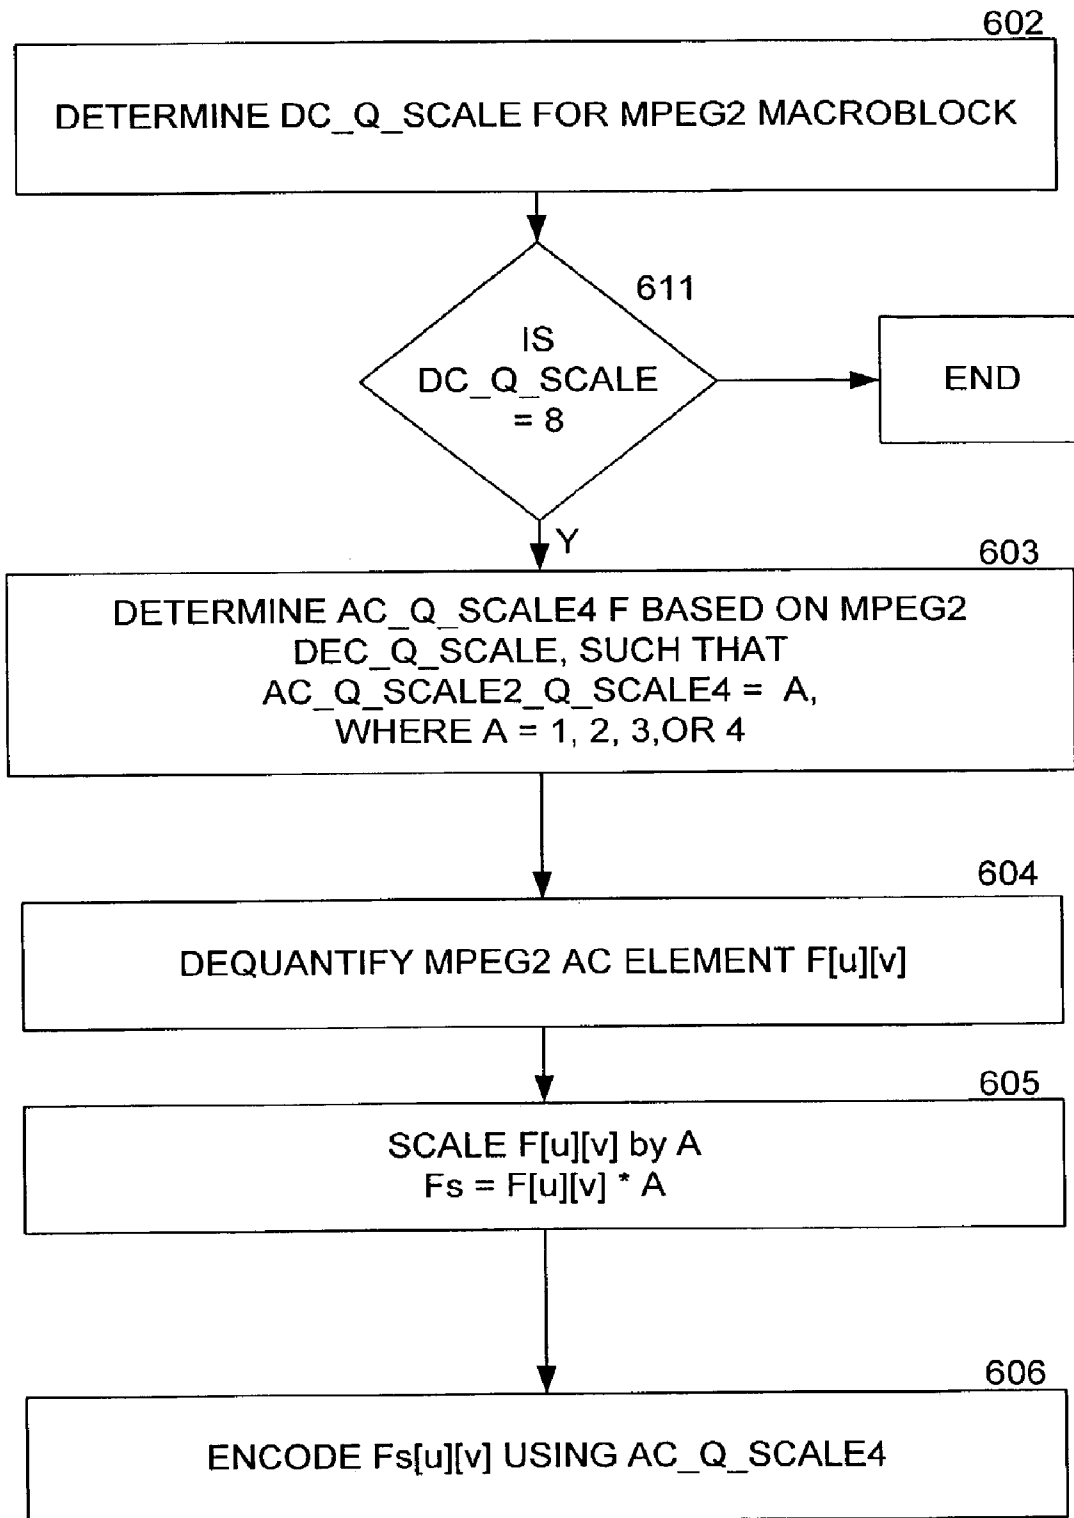 602
DETERMINE DC_Q_SCALE FOR MPEG2 MACROBLOCK
611
IS
DC_Q_SCALE
= 8
END
Y
603
DETERMINE AC_Q_SCALE4 F BASED ON MPEG2
DEC_Q_SCALE, SUCH THAT
AC_Q_SCALE2_Q_SCALE4 = A,
WHERE A = 1, 2, 3,OR 4
604
DEQUANTIFY MPEG2 AC ELEMENT F[u][v]
605
SCALE F[u][v] by A
Fs = F[u][v] * A
606
ENCODE Fs[u][v] USING AC_Q_SCALE4